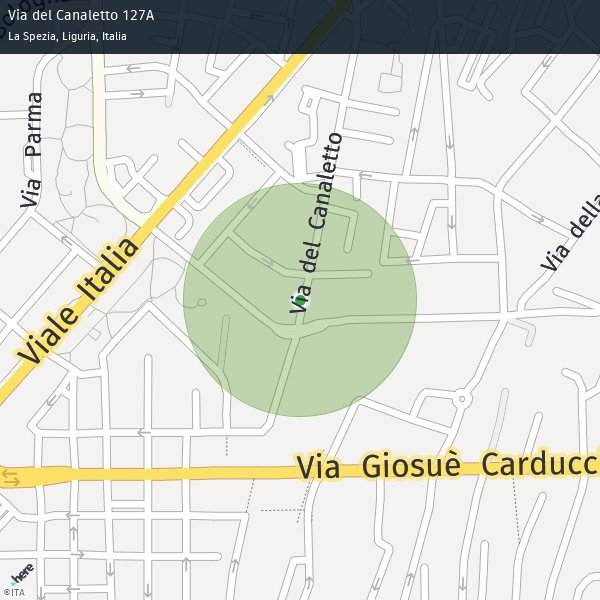 Via del Canaletto 127A
La Spezia, Liguria, Italia
Via Parma
Via del Canaletto
Via della
Viale Italia
Via Giosuè Carducc
here
©ITA